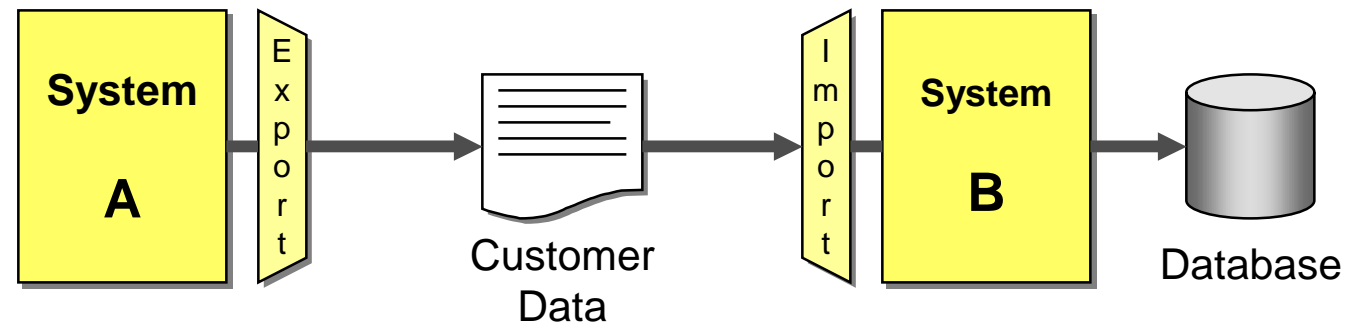 System
A
Export
Customer
Data
Import
System
B
Database